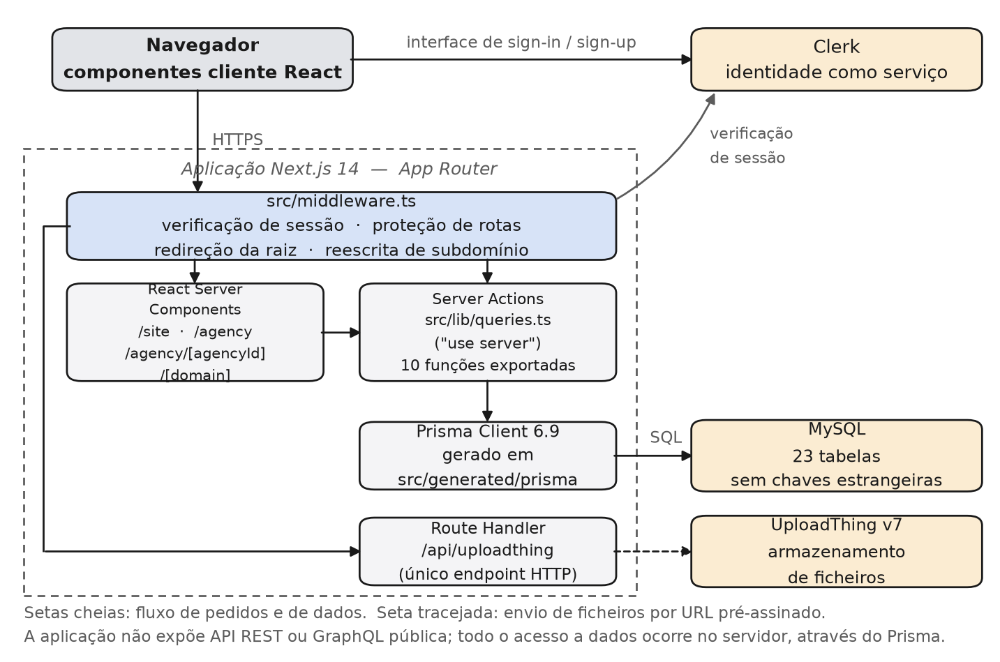 Navegador
componentes cliente React
interface de sign-in / sign-up
Clerk
identidade como serviço
HTTPS
verificação
de sessão
Aplicação Next.js 14 — App Router
src/middleware.ts
verificação de sessão · proteção de rotas
redireção da raiz · reescrita de subdomínio
React Server
Components
/site · /agency
/agency/[agencyId]
/[domain]
Server Actions
src/lib/queries.ts
("use server")
10 funções exportadas
Prisma Client 6.9
gerado em
src/generated/prisma
SQL
MySQL
23 tabelas
sem chaves estrangeiras
Route Handler
/api/uploadthing
(único endpoint HTTP)
UploadThing v7
armazenamento
de ficheiros
Setas cheias: fluxo de pedidos e de dados. Seta tracejada: envio de ficheiros por URL pré-assinado.
A aplicação não expõe API REST ou GraphQL pública; todo o acesso a dados ocorre no servidor, através do Prisma.